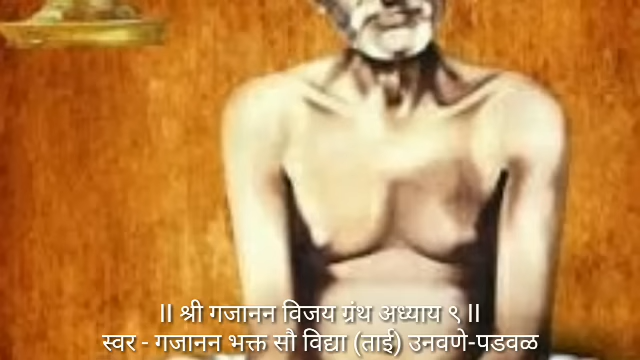 ॥ श्री गजानन विजय ग्रंथ अध्याय ९ ॥
स्वर - गजानन भक्त सौ विद्या (ताई) उनवणे-पडवळ